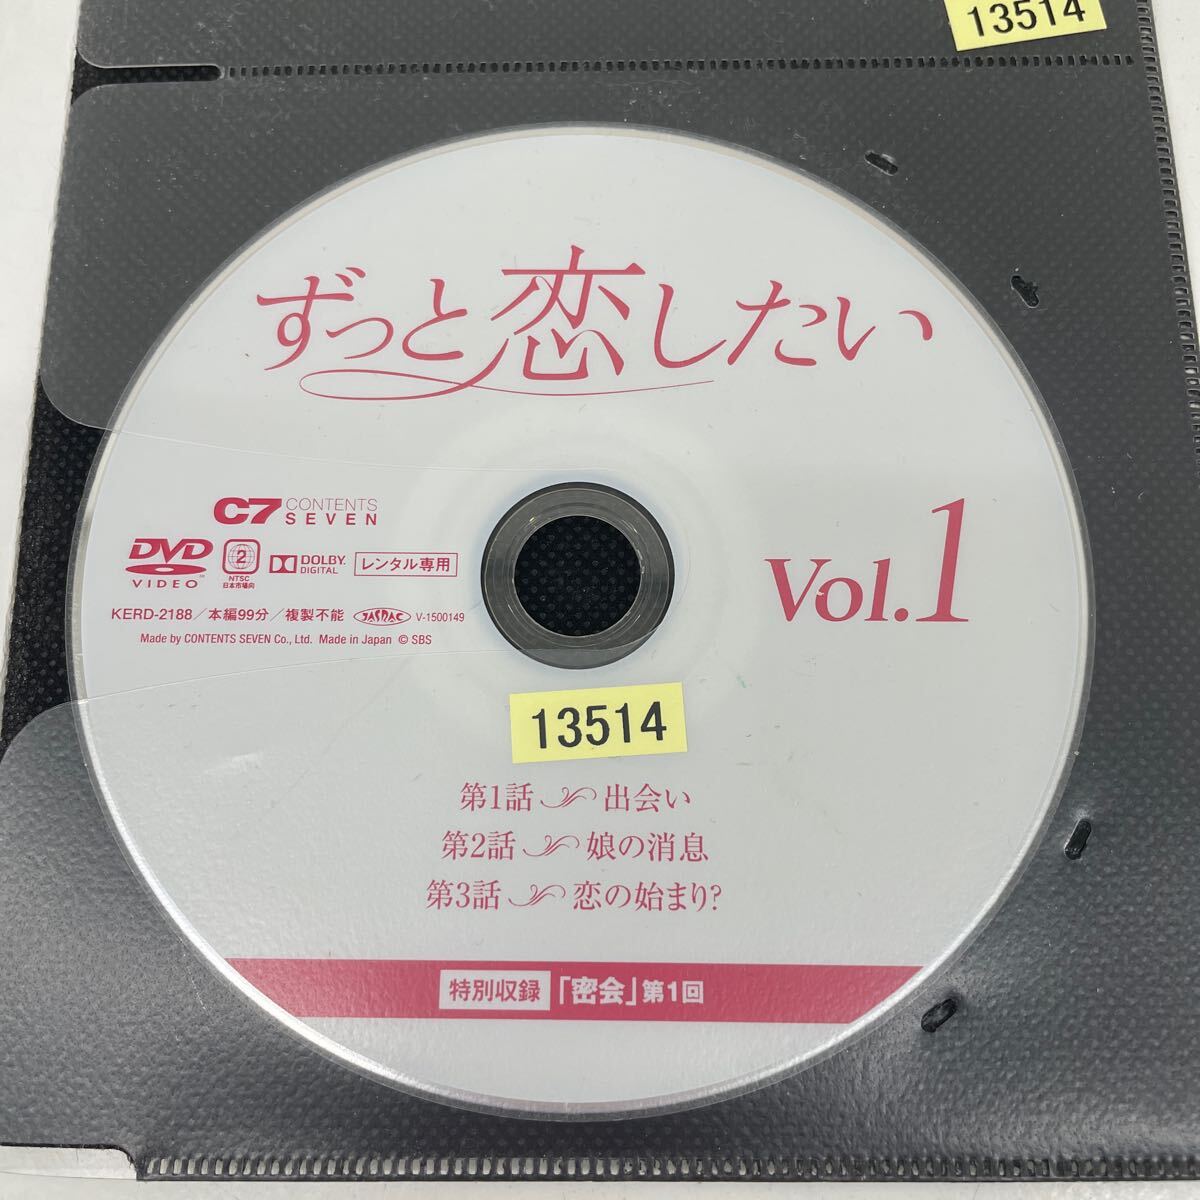 13514
ずっと恋したい
C7 CONTENTS SEVEN
DVD VIDEO™
2 NTSC 日本市場向
DOLBY DIGITAL
レンタル専用
Vol.1
KERD-2188／本編99分／複製不能 JASRAC V-1500149
Made by CONTENTS SEVEN Co., Ltd. Made in Japan © SBS
13514
第1話 出会い
第2話 娘の消息
第3話 恋の始まり?
特別収録 「密会」第1回